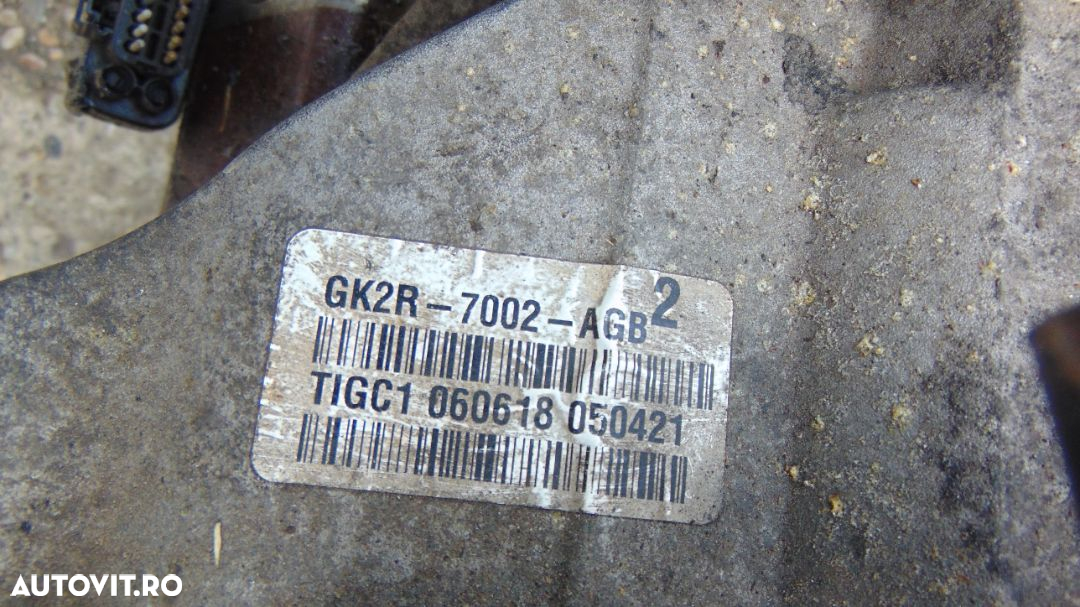 GK2R-7002-AGB 2
TIGC1 060618 050421
AUTOVIT.RO